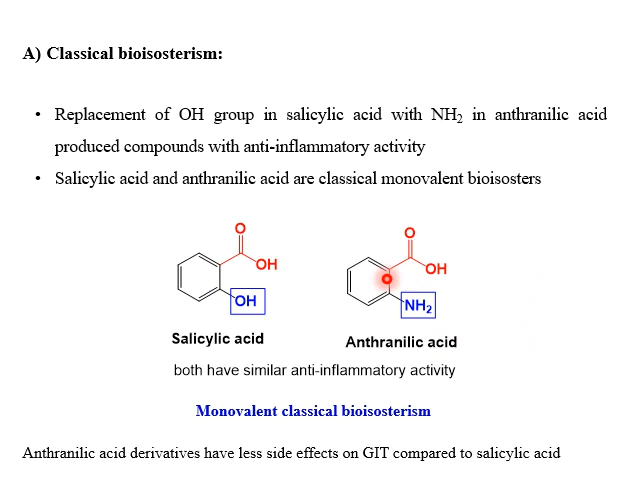 A) Classical bioisosterism:
• Replacement of OH group in salicylic acid with NH₂ in anthranilic acid
produced compounds with anti-inflammatory activity
• Salicylic acid and anthranilic acid are classical monovalent bioisosters
O
OH
OH
O
OH
NH₂
Salicylic acid
Anthranilic acid
both have similar anti-inflammatory activity
Monovalent classical bioisosterism
Anthranilic acid derivatives have less side effects on GIT compared to salicylic acid